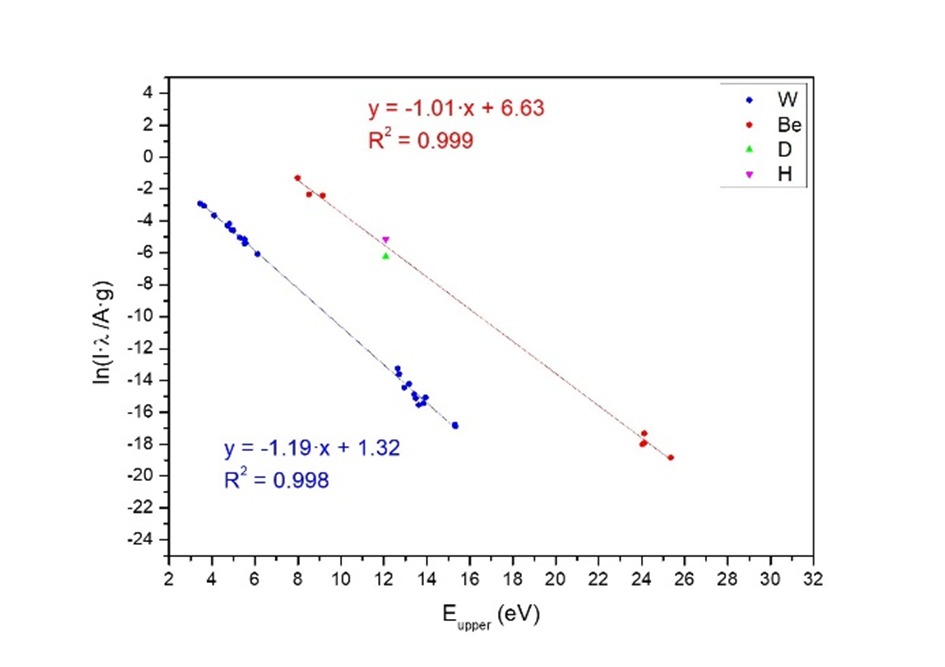 y = -1.01·x + 6.63
R² = 0.999
W
Be
D
H
4
2
0
-2
-4
-6
-8
-10
-12
-14
-16
-18
-20
-22
-24
ln(I·λ/A·g)
y = -1.19·x + 1.32
R² = 0.998
2 4 6 8 10 12 14 16 18 20 22 24 26 28 30 32
E_upper (eV)